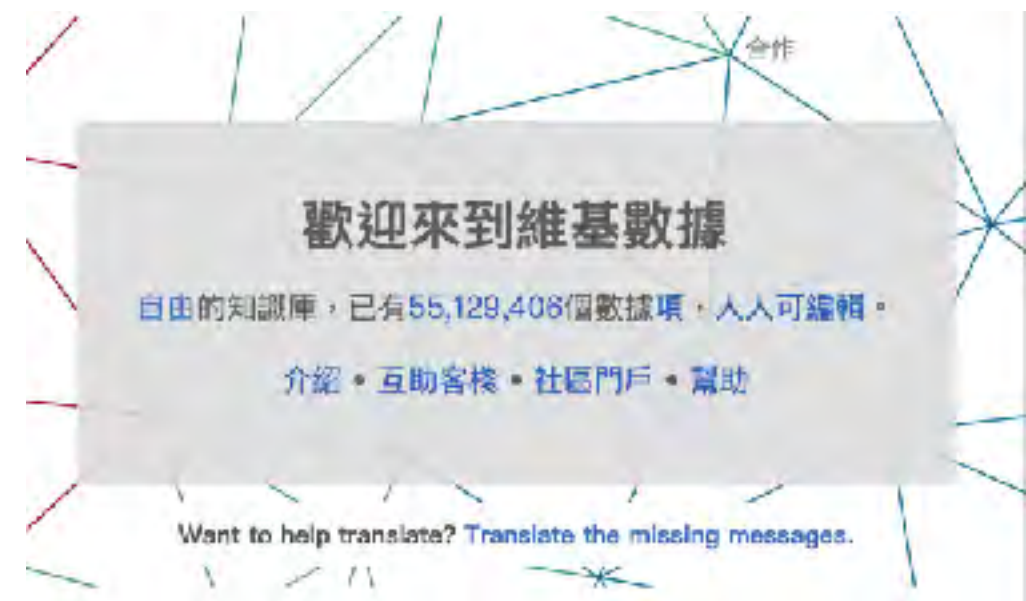 合作
歡迎來到維基數據
自由的知識庫，已有55,129,406個數據項，人人可編輯。
介紹 • 互助客棧 • 社區門戶 • 幫助
Want to help translate? Translate the missing messages.